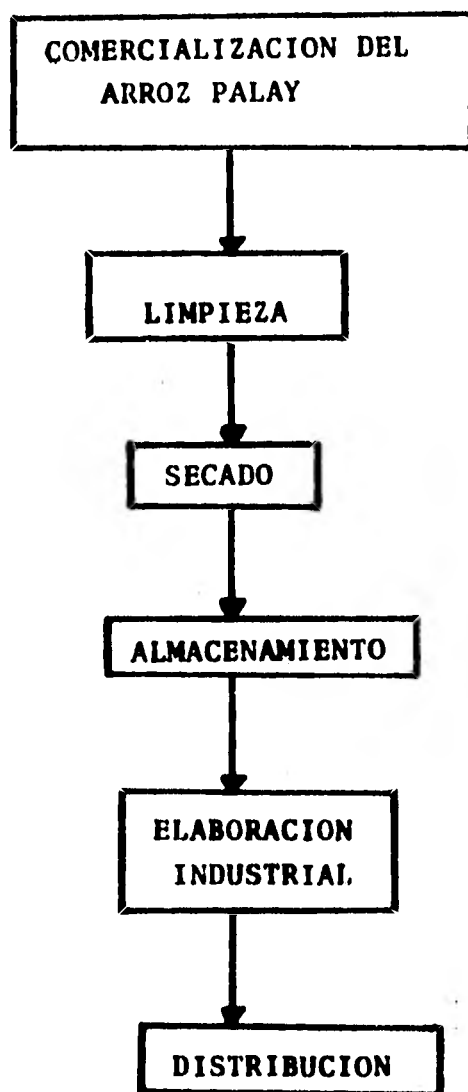 COMERCIALIZACION DEL
ARROZ PALAY
LIMPIEZA
SECADO
ALMACENAMIENTO
ELABORACION
INDUSTRIAL
DISTRIBUCION